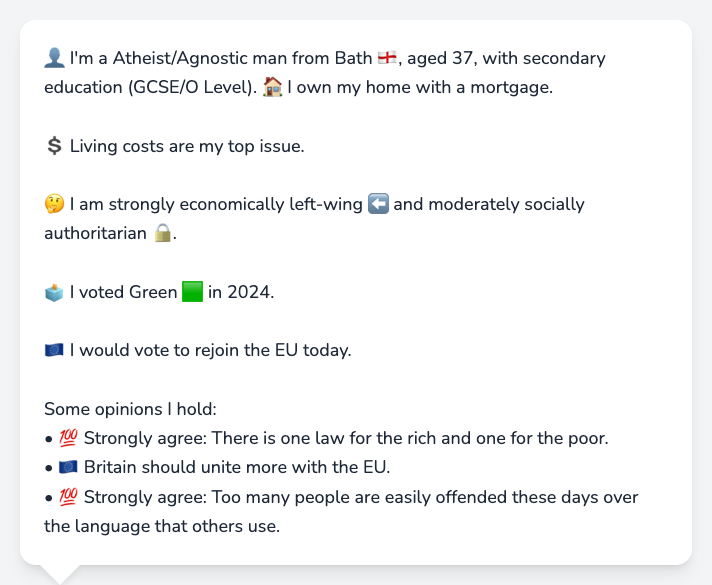 👤 I'm a Atheist/Agnostic man from Bath 🏴󠁧󠁢󠁥󠁮󠁧󠁿, aged 37, with secondary
education (GCSE/O Level). 🏠 I own my home with a mortgage.
💲 Living costs are my top issue.
🤔 I am strongly economically left-wing ⬅️ and moderately socially
authoritarian 🔒.
🗳️ I voted Green 🟩 in 2024.
🇪🇺 I would vote to rejoin the EU today.
Some opinions I hold:
• 💯 Strongly agree: There is one law for the rich and one for the poor.
• 🇪🇺 Britain should unite more with the EU.
• 💯 Strongly agree: Too many people are easily offended these days over
the language that others use.